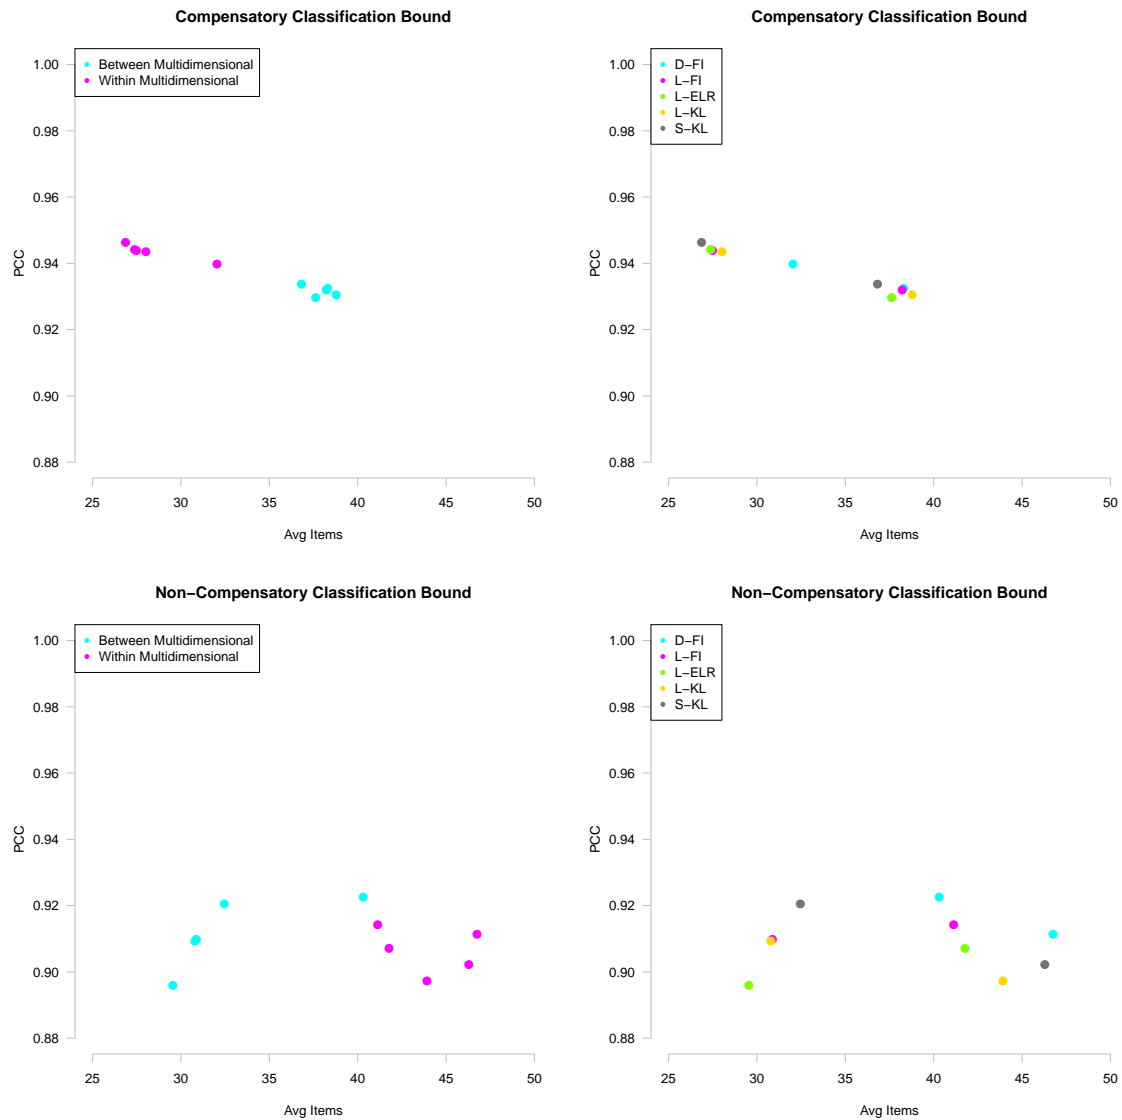 Compensatory Classification Bound
Between Multidimensional
Within Multidimensional
1.00
0.98
0.96
0.94
0.92
0.90
0.88
PCC
25 30 35 40 45 50
Avg Items
Compensatory Classification Bound
D−FI
L−FI
L−ELR
L−KL
S−KL
1.00
0.98
0.96
0.94
0.92
0.90
0.88
PCC
25 30 35 40 45 50
Avg Items
Non−Compensatory Classification Bound
Between Multidimensional
Within Multidimensional
1.00
0.98
0.96
0.94
0.92
0.90
0.88
PCC
25 30 35 40 45 50
Avg Items
Non−Compensatory Classification Bound
D−FI
L−FI
L−ELR
L−KL
S−KL
1.00
0.98
0.96
0.94
0.92
0.90
0.88
PCC
25 30 35 40 45 50
Avg Items